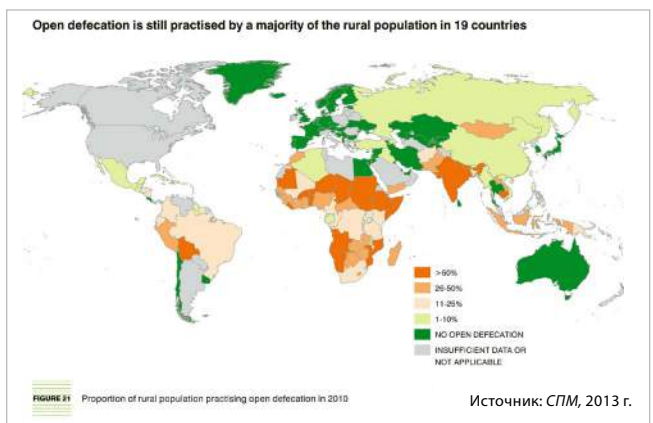 Open defecation is still practised by a majority of the rural population in 19 countries
>50%
26-50%
11-25%
1-10%
NO OPEN DEFECATION
INSUFFICIENT DATA OR
NOT APPLICABLE
FIGURE 21 Proportion of rural population practising open defecation in 2010
Источник: СПМ, 2013 г.